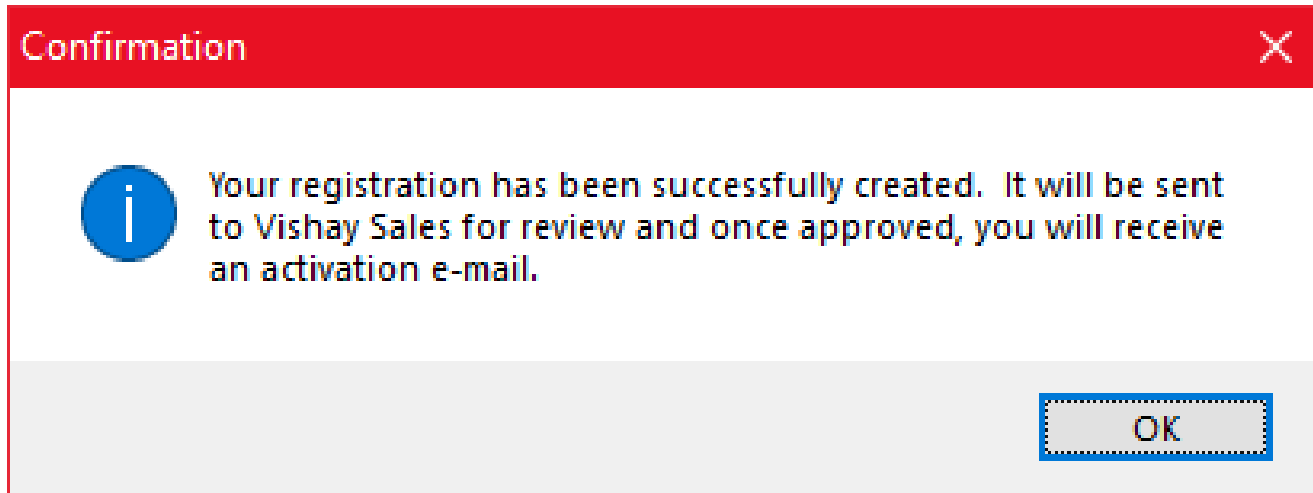 Confirmation
Your registration has been successfully created.  It will be sent
to Vishay Sales for review and once approved, you will receive
an activation e-mail.
OK